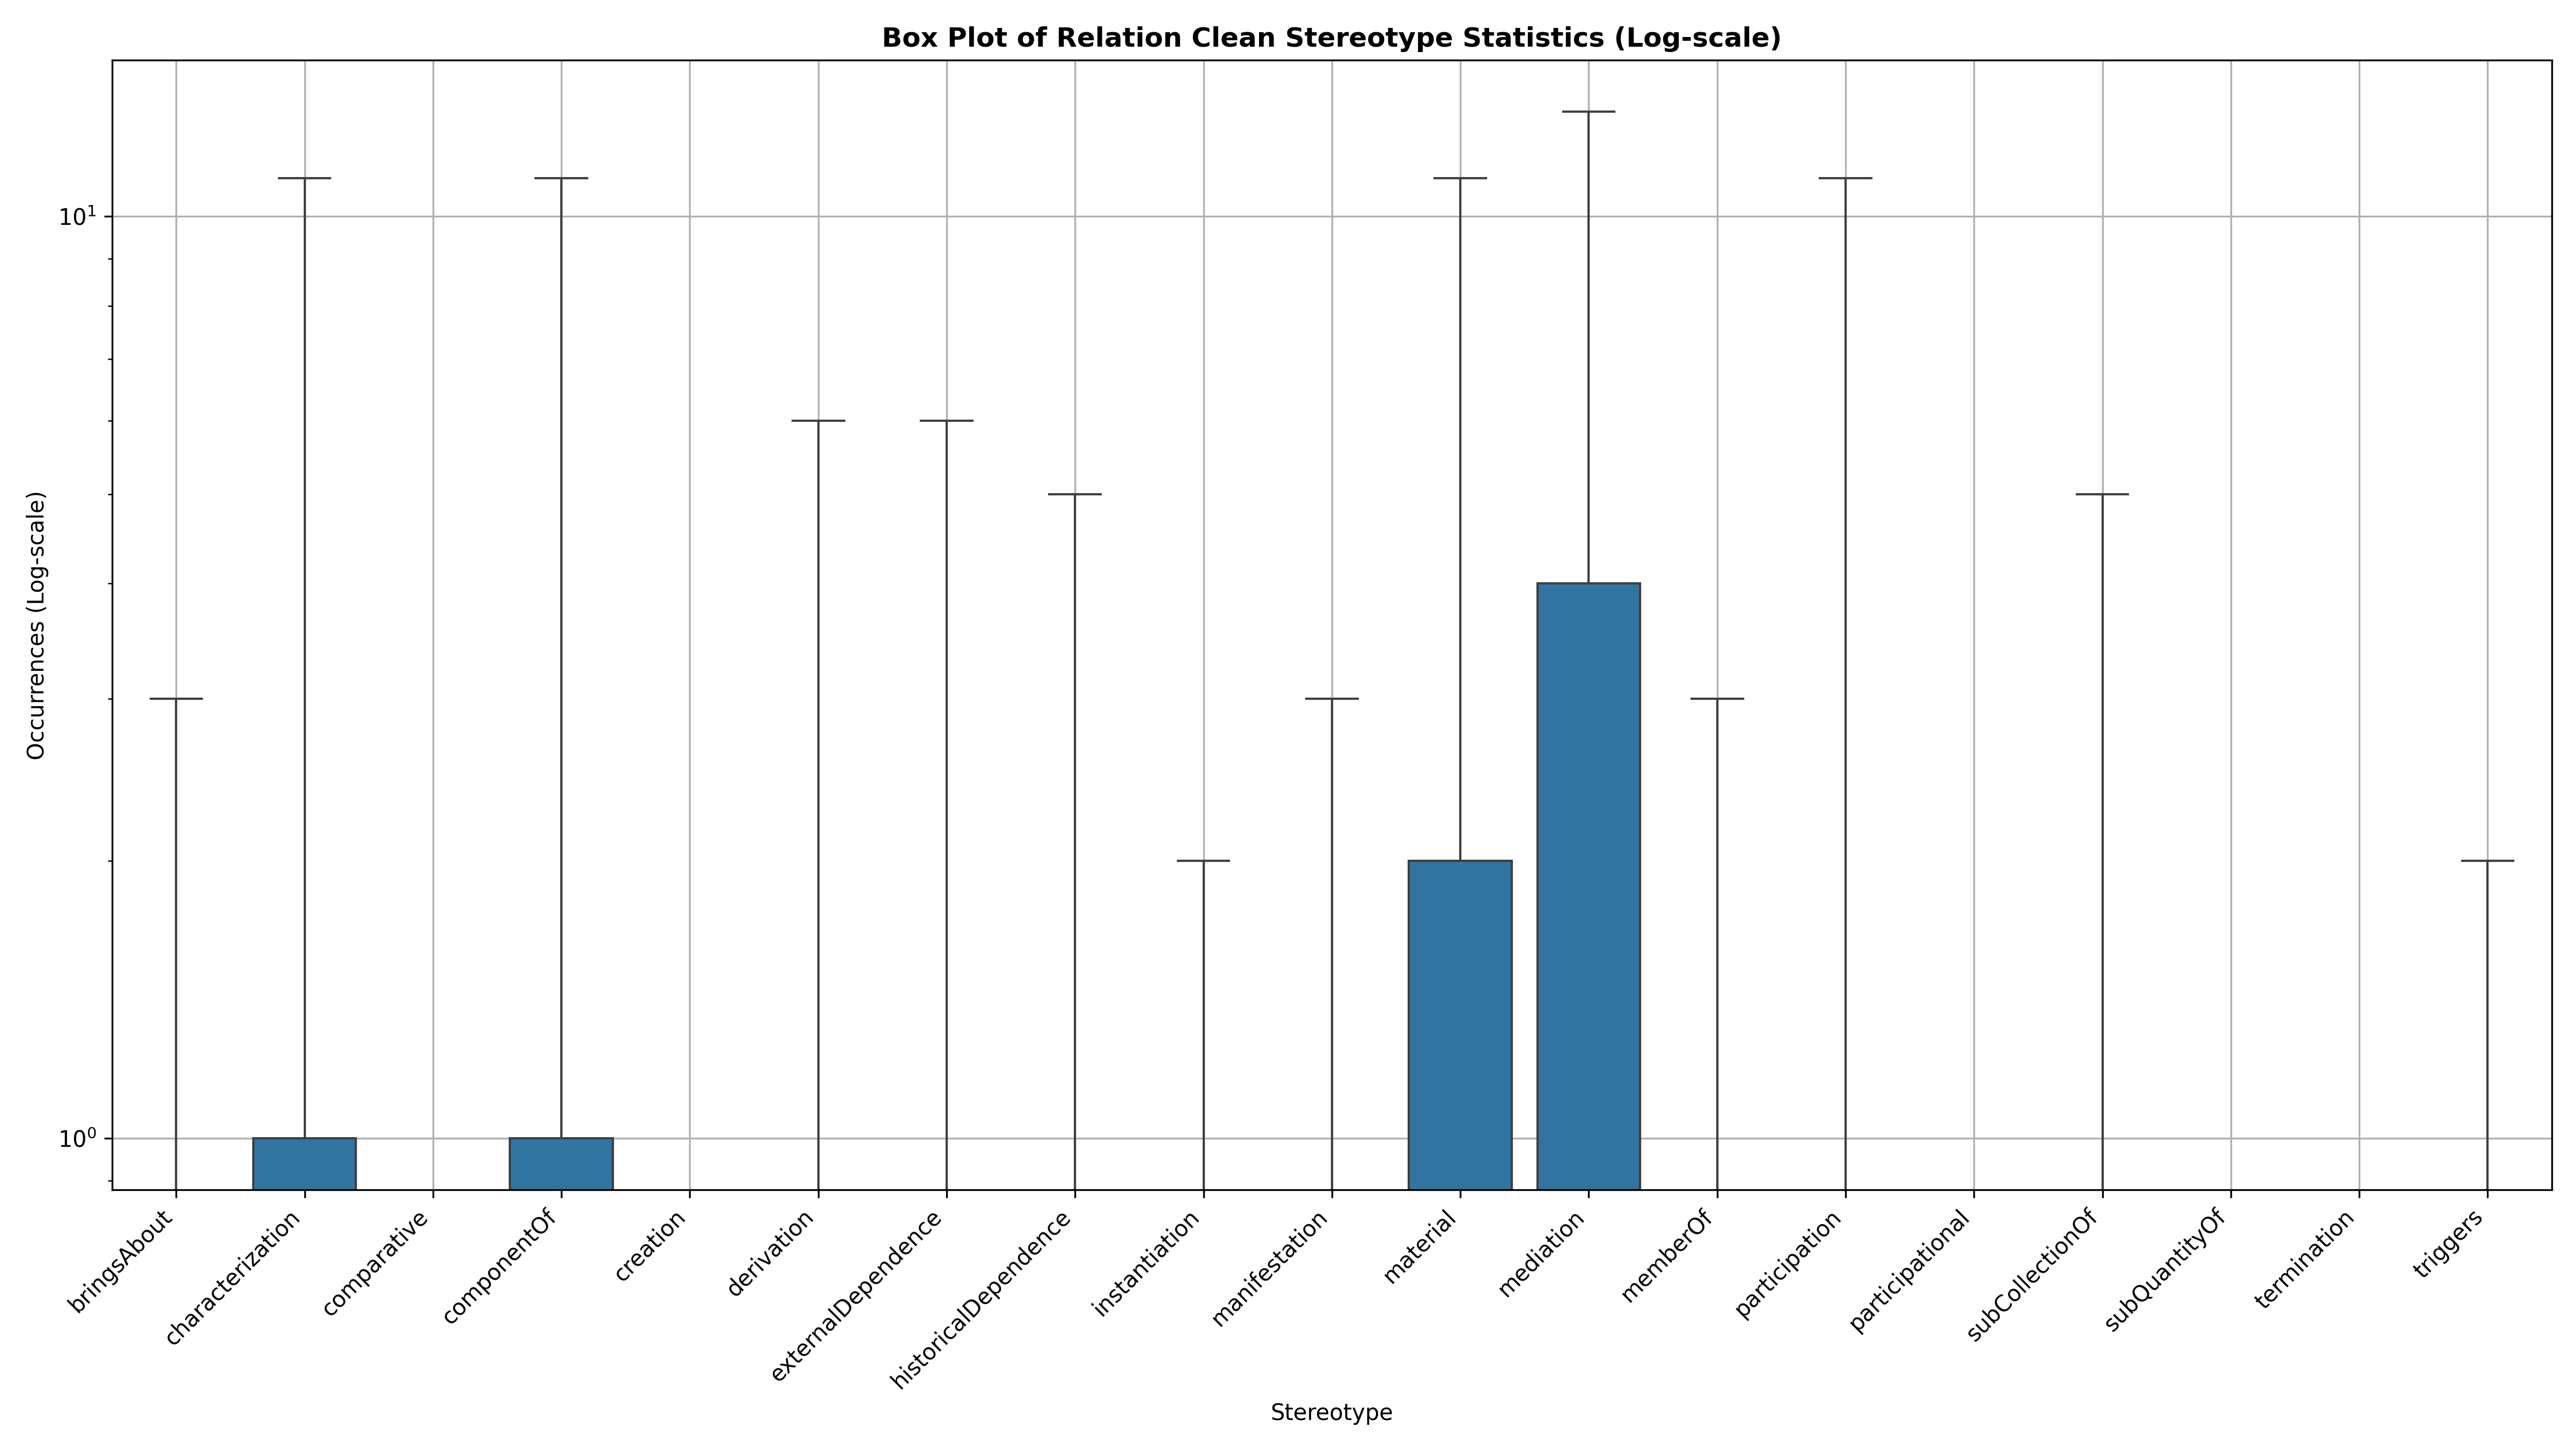 Box Plot of Relation Clean Stereotype Statistics (Log-scale)
Occurrences (Log-scale)
10¹
10⁰
bringsAbout
characterization
comparative
componentOf
creation
derivation
externalDependence
historicalDependence
instantiation
manifestation
material
mediation
memberOf
participation
participational
subCollectionOf
subQuantityOf
termination
triggers
Stereotype